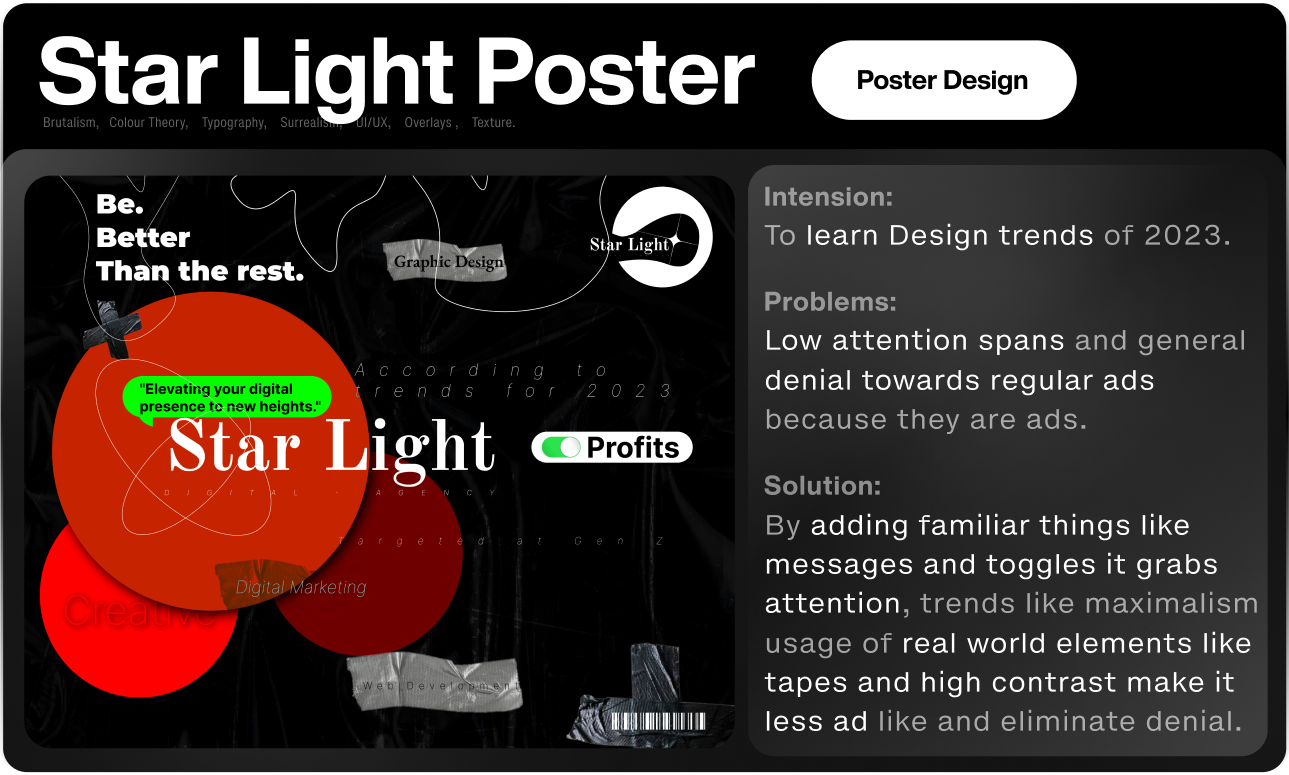 Star Light Poster
Poster Design
Brutalism, Colour Theory, Typography, Surrealism, UI/UX, Overlays , Texture.
Be.
Better
Than the rest.
Graphic Design
Star Light
According to
trends for 2023
"Elevating your digital
presence to new heights."
Star Light
Profits
DIGITAL - AGENCY
Targeted at Gen Z
Digital Marketing
Creative
Web Development
Intension:
To learn Design trends of 2023.
Problems:
Low attention spans and general
denial towards regular ads
because they are ads.
Solution:
By adding familiar things like
messages and toggles it grabs
attention, trends like maximalism
usage of real world elements like
tapes and high contrast make it
less ad like and eliminate denial.